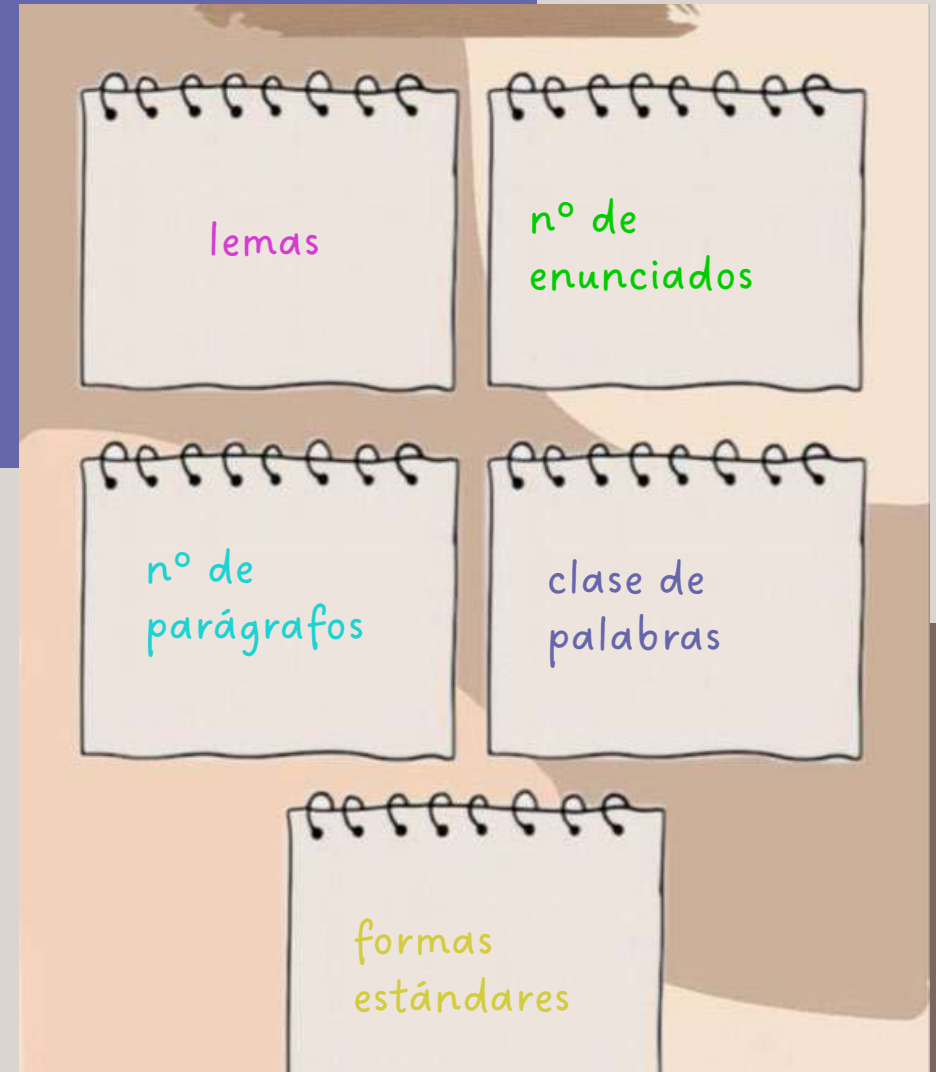 lemas
nº de
enunciados
nº de
parágrafos
clase de
palabras
formas
estándares